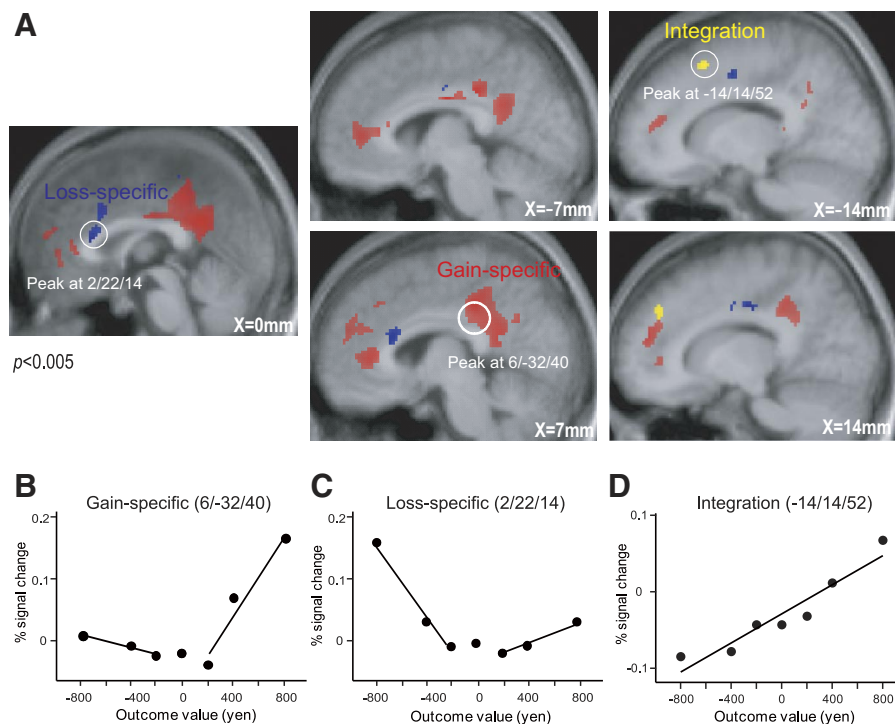 A
Loss-specific
Peak at 2/22/14
X=0mm
p<0.005
X=-7mm
Integration
Peak at -14/14/52
X=-14mm
Gain-specific
Peak at 6/-32/40
X=7mm
X=14mm
B
Gain-specific (6/-32/40)
% signal change
0.2
0.1
0
-800 -400 0 400 800
Outcome value (yen)
C
Loss-specific (2/22/14)
% signal change
0.2
0.1
0
-800 -400 0 400 800
Outcome value (yen)
D
Integration (-14/14/52)
% signal change
0.1
0
-0.1
-800 -400 0 400 800
Outcome value (yen)